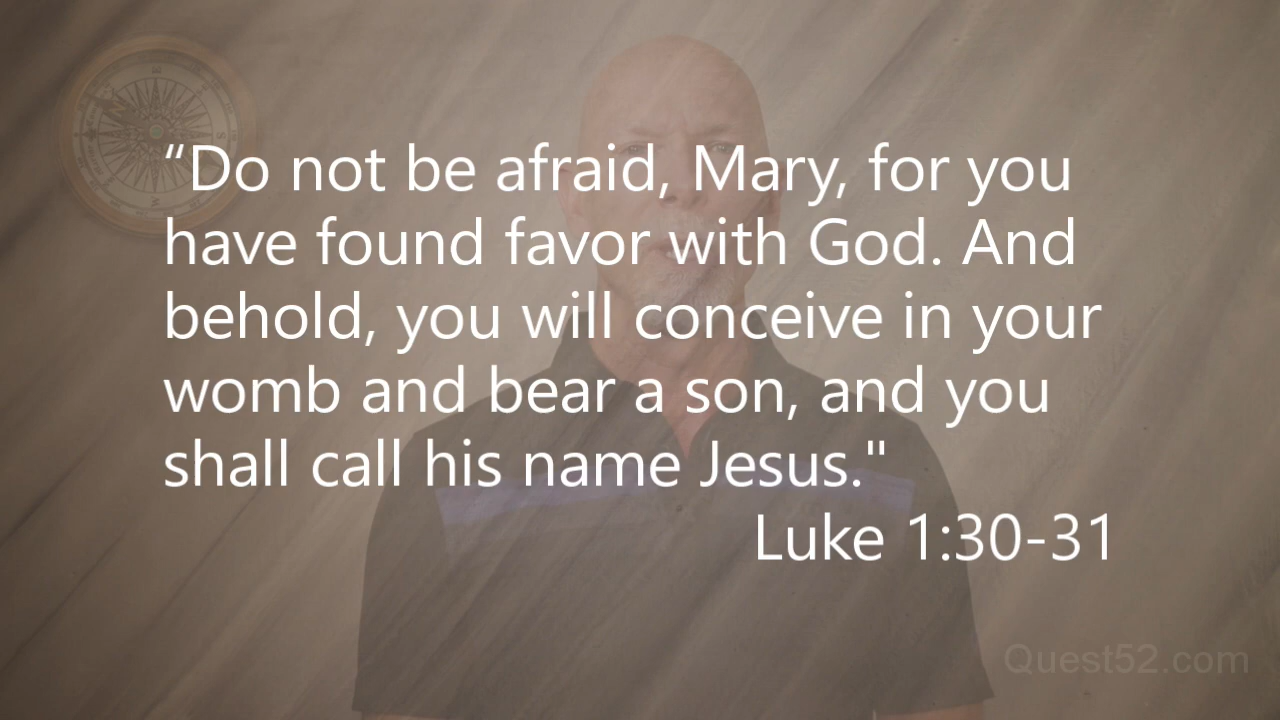 “Do not be afraid, Mary, for you
have found favor with God. And
behold, you will conceive in your
womb and bear a son, and you
shall call his name Jesus."
Luke 1:30-31
Quest52.com